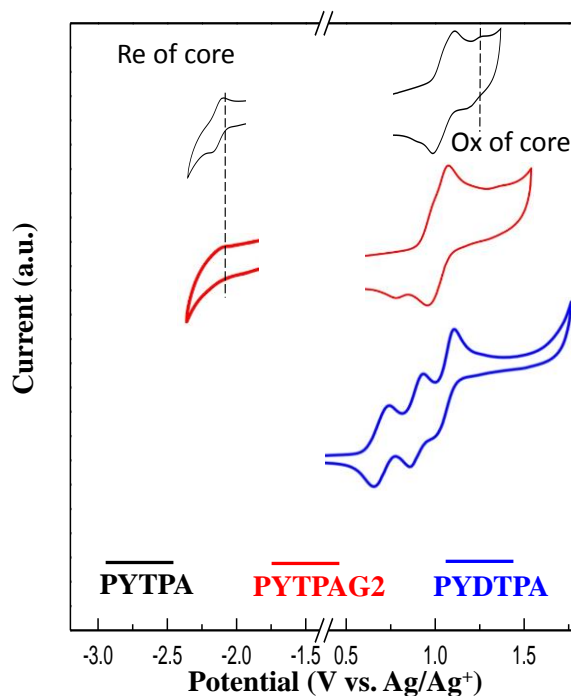 Re of core
Ox of core
Current (a.u.)
PYTPA PYTPAG2 PYDTPA
-3.0 -2.5 -2.0 -1.5 0.5 1.0 1.5
Potential (V vs. Ag/Ag⁺)